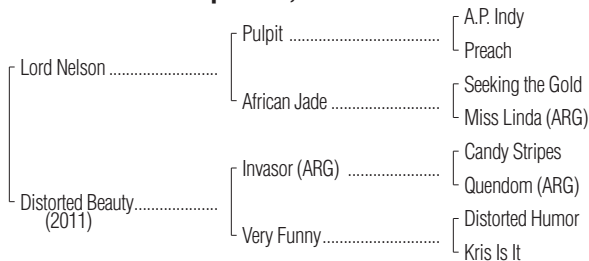 A.P. Indy
Pulpit ..........................................
Preach
Lord Nelson ..............................
Seeking the Gold
African Jade ..............................
Miss Linda (ARG)
Candy Stripes
Invasor (ARG) .........................
Quendom (ARG)
Distorted Beauty.......................
(2011)
Distorted Humor
Very Funny................................
Kris Is It